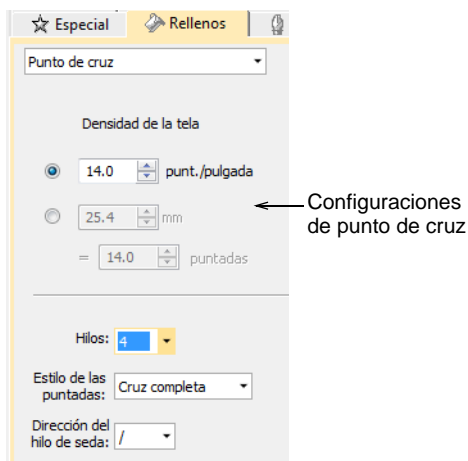 Especial
Rellenos
Punto de cruz
Densidad de la tela
14.0 punt./pulgada
25.4 mm
= 14.0 puntadas
Configuraciones
de punto de cruz
Hilos: 4
Estilo de las
puntadas: Cruz completa
Dirección del
hilo de seda: /